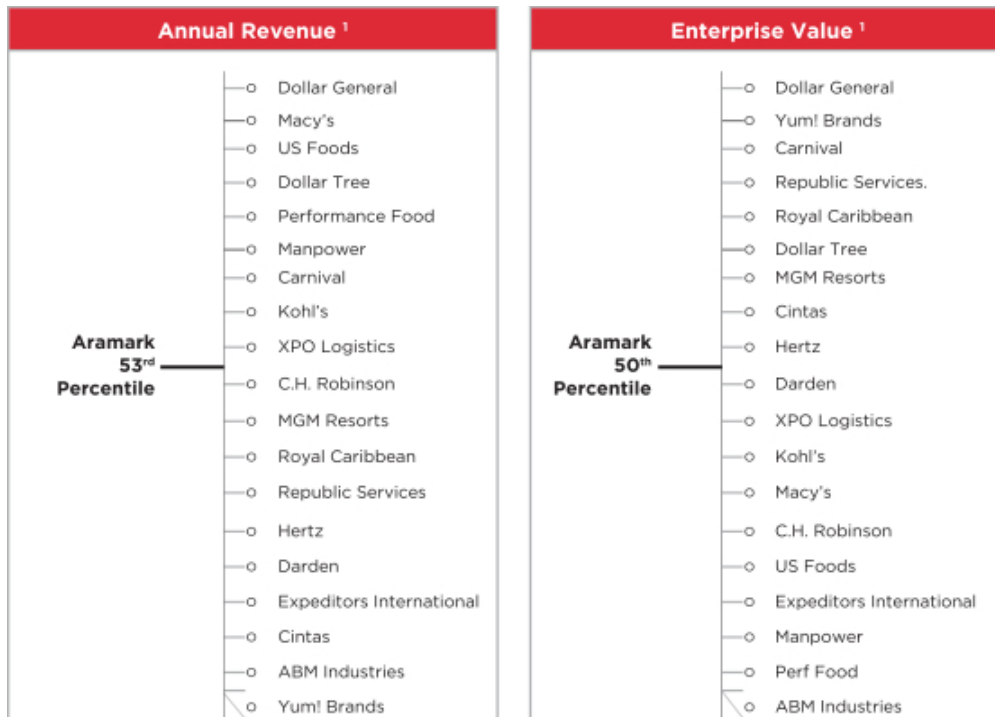 Annual Revenue ¹
Dollar General
Macy's
US Foods
Dollar Tree
Performance Food
Manpower
Carnival
Kohl's
XPO Logistics
C.H. Robinson
MGM Resorts
Royal Caribbean
Republic Services
Hertz
Darden
Expeditors International
Cintas
ABM Industries
Yum! Brands
Aramark
53rd
Percentile
Enterprise Value ¹
Dollar General
Yum! Brands
Carnival
Republic Services.
Royal Caribbean
Dollar Tree
MGM Resorts
Cintas
Hertz
Darden
XPO Logistics
Kohl's
Macy's
C.H. Robinson
US Foods
Expeditors International
Manpower
Perf Food
ABM Industries
Aramark
50th
Percentile